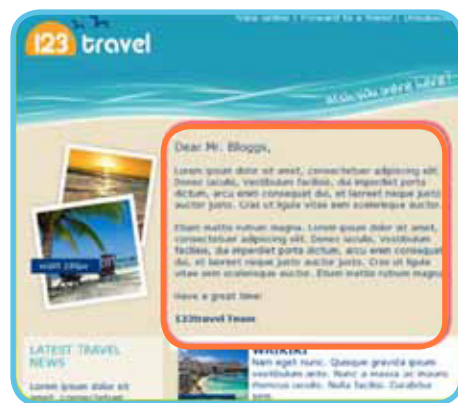 View online | Forward to a friend | Unsubscribe
123 travel
wish you were here?
Dear Mr. Bloggs,
Lorem ipsum dolor sit amet, consectetuer adipiscing elit.
Donec iaculis, vestibulum facilisis, dui imperdiet porta
dictum, arcu enim consequat dui, et laoreet neque justo
auctor justo. Cras ut ligula vitae sem scelerisque auctor.
Etiam mattis rutrum magna. Lorem ipsum dolor sit amet,
consectetuer adipiscing elit. Donec iaculis, vestibulum
facilisis, dui imperdiet porta dictum, arcu enim consequat
dui, et laoreet neque justo auctor justo. Cras ut ligula
vitae sem scelerisque auctor. Etiam mattis rutrum magna
Have a great time!
123travel Team
LATEST TRAVEL
NEWS
Lorem ipsum dolor sit
amet, consectetuer
WAIKIKI
Nam eget nunc. Quisque gravida ipsum
vestibulum ante. Nunc a massa ac mauris
rhoncus iaculis. Nulla facilisi. Curabitur
sem.